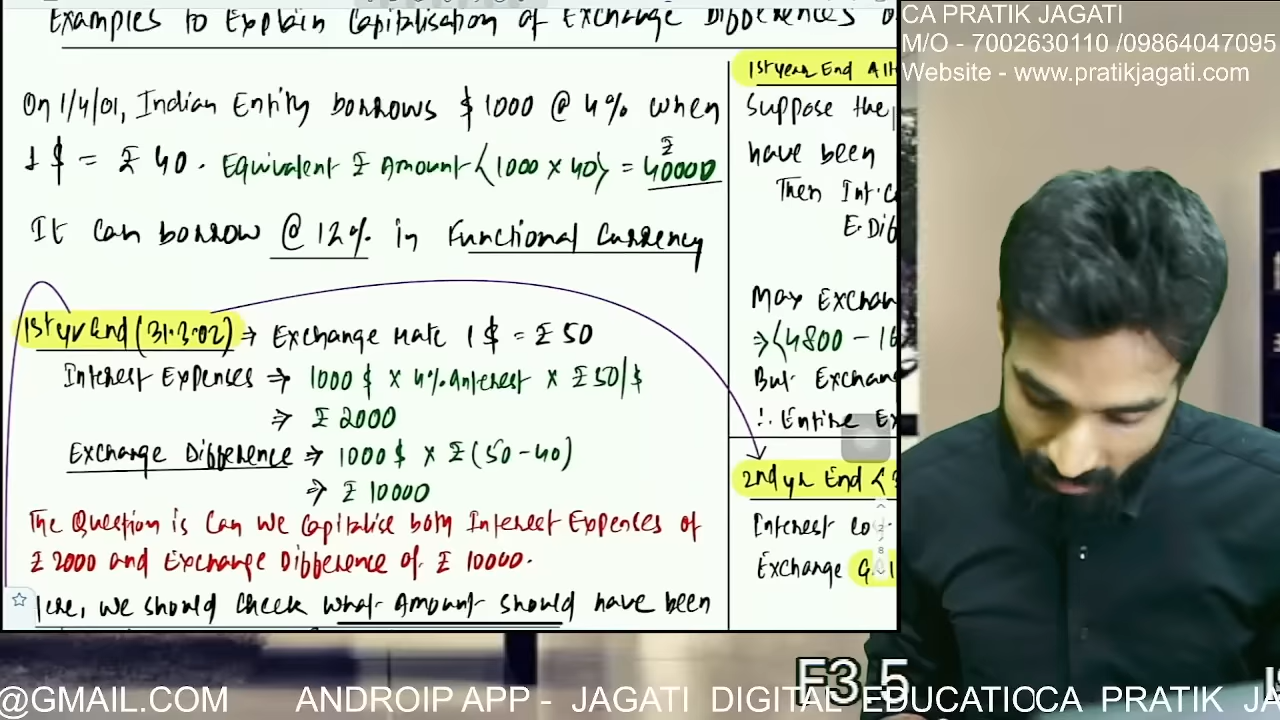 Examples to Explain Capitalisation of Exchange Differences
On 1/4/01, Indian Entity borrows $ 1000 @ 4% when
1 $ = ₹ 40. Equivalent ₹ Amount <1000 × 40> = ₹ 40000
It can borrow @ 12% in Functional Currency
1st yr end (31.3.02) → Exchange Rate 1 $ = ₹ 50
Interest Expenses ⇒ 1000 $ × 4% interest × ₹ 50/$
⇒ ₹ 2000
Exchange Difference ⇒ 1000 $ × ₹ (50 - 40)
⇒ ₹ 10000
The Question is Can we Capitalise both Interest Expences of
₹ 2000 and Exchange Difference of ₹ 10000.
we should check what Amount should have been
1st year End
Suppose the
have been
Then Int.
E. Dif
May Exchan
⇒ <4800 - 16
But Exchan
∴ Entire Ex
2nd yr End <
Interest co
Exchange
CA PRATIK JAGATI
M/O - 7002630110 /09864047095
Website - www.pratikjagati.com
F3 5
@GMAIL.COM ANDROIP APP - JAGATI DIGITAL EDUCATIOCA PRATIK JA